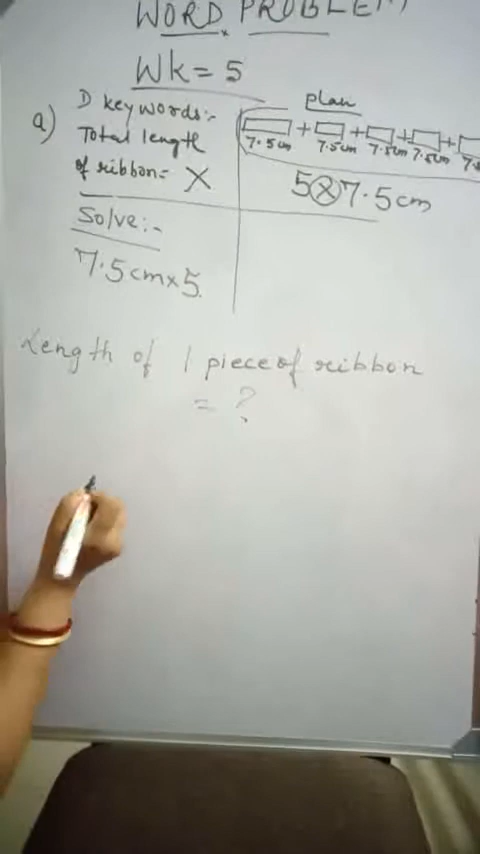 WORD PROBLEM
Wk = 5
a)
D keywords:-
Total length
of ribbon= X
plan
+ + + +
7.5cm 7.5cm 7.5cm 7.5cm 7.
5⊗7.5cm
Solve:-
7.5cm×5.
Length of 1 piece of ribbon
= ?